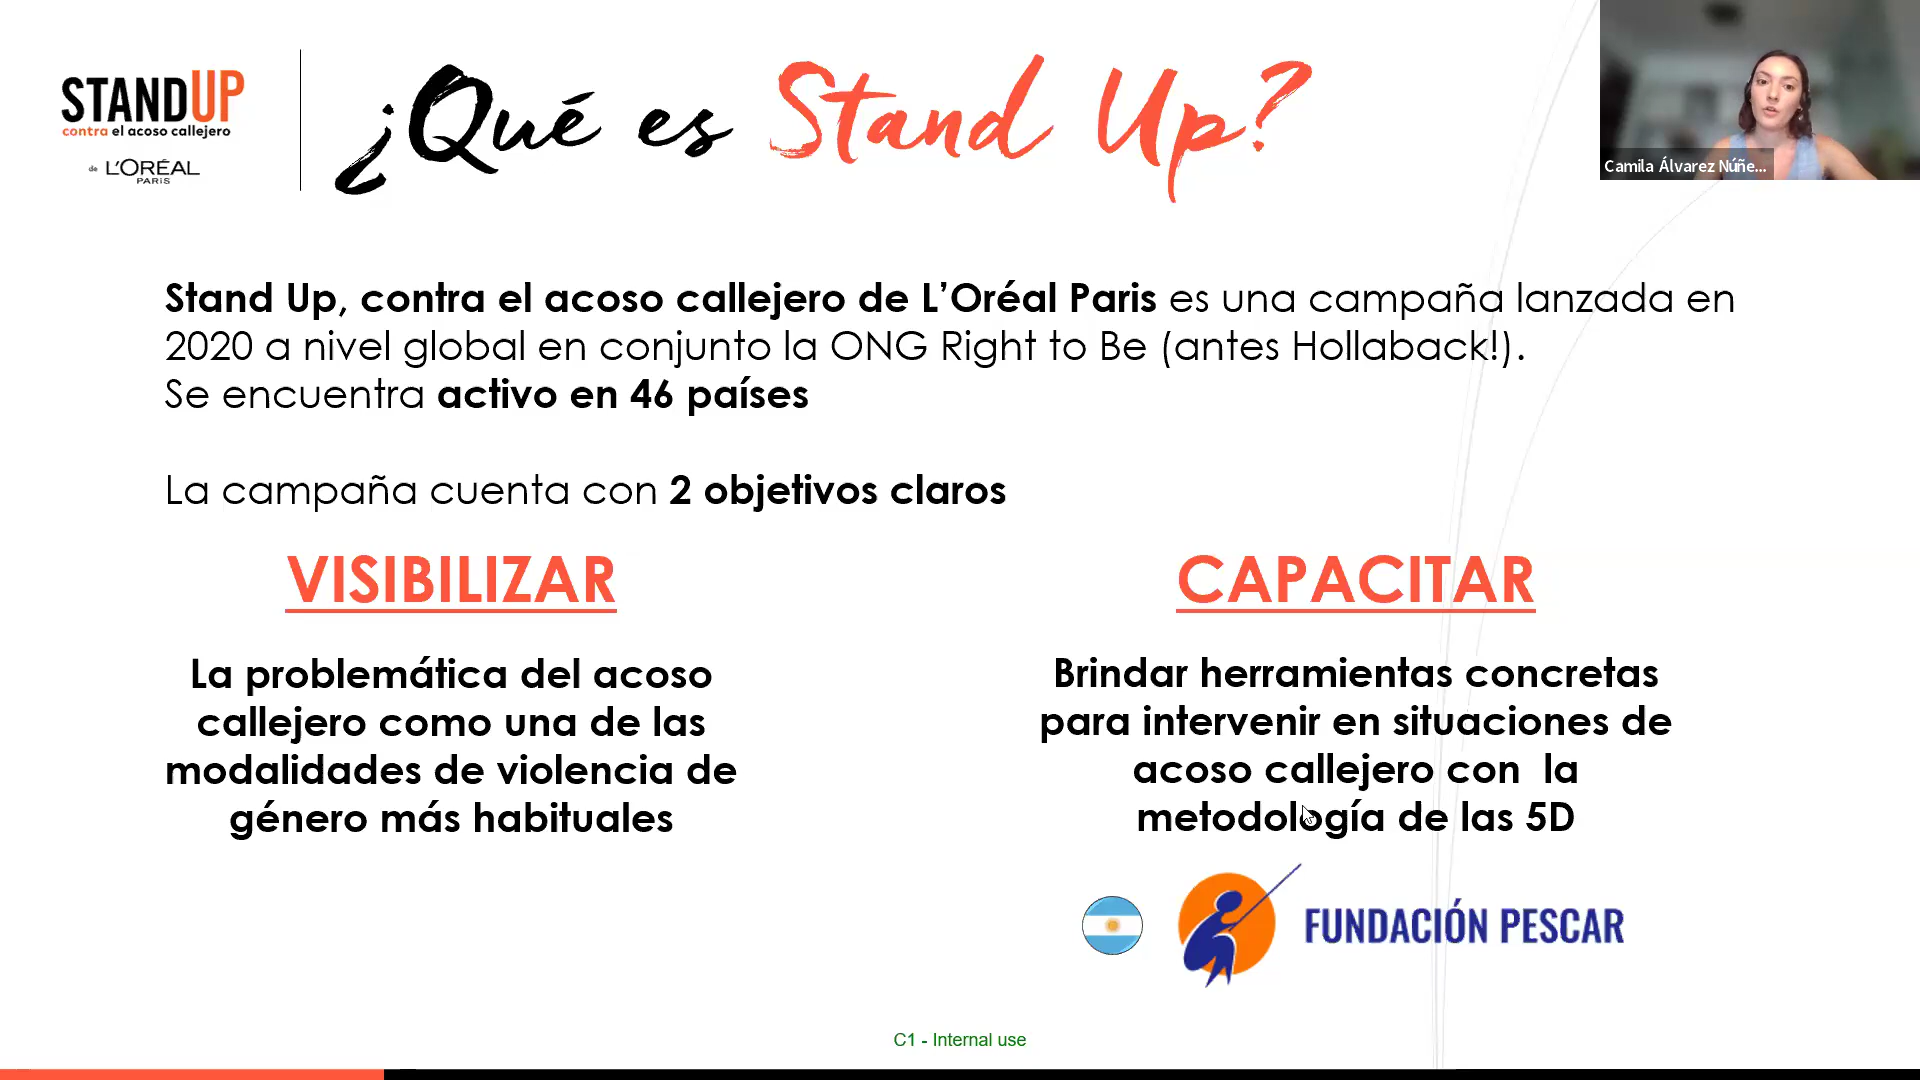 STANDUP
contra el acoso callejero
de L'ORÉAL
PARIS
¿Qué es Stand Up?
Camila Álvarez Núñe...
Stand Up, contra el acoso callejero de L’Oréal Paris es una campaña lanzada en
2020 a nivel global en conjunto la ONG Right to Be (antes Hollaback!).
Se encuentra activo en 46 países
La campaña cuenta con 2 objetivos claros
VISIBILIZAR
La problemática del acoso
callejero como una de las
modalidades de violencia de
género más habituales
CAPACITAR
Brindar herramientas concretas
para intervenir en situaciones de
acoso callejero con  la
metodología de las 5D
FUNDACIÓN PESCAR
C1 - Internal use